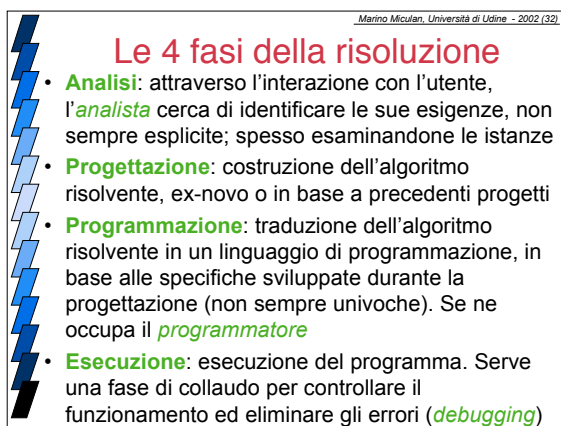 Marino Miculan, Università di Udine - 2002 (32)
Le 4 fasi della risoluzione
• Analisi: attraverso l'interazione con l'utente,
l'analista cerca di identificare le sue esigenze, non
sempre esplicite; spesso esaminandone le istanze
• Progettazione: costruzione dell'algoritmo
risolvente, ex-novo o in base a precedenti progetti
• Programmazione: traduzione dell'algoritmo
risolvente in un linguaggio di programmazione, in
base alle specifiche sviluppate durante la
progettazione (non sempre univoche). Se ne
occupa il programmatore
• Esecuzione: esecuzione del programma. Serve
una fase di collaudo per controllare il
funzionamento ed eliminare gli errori (debugging)